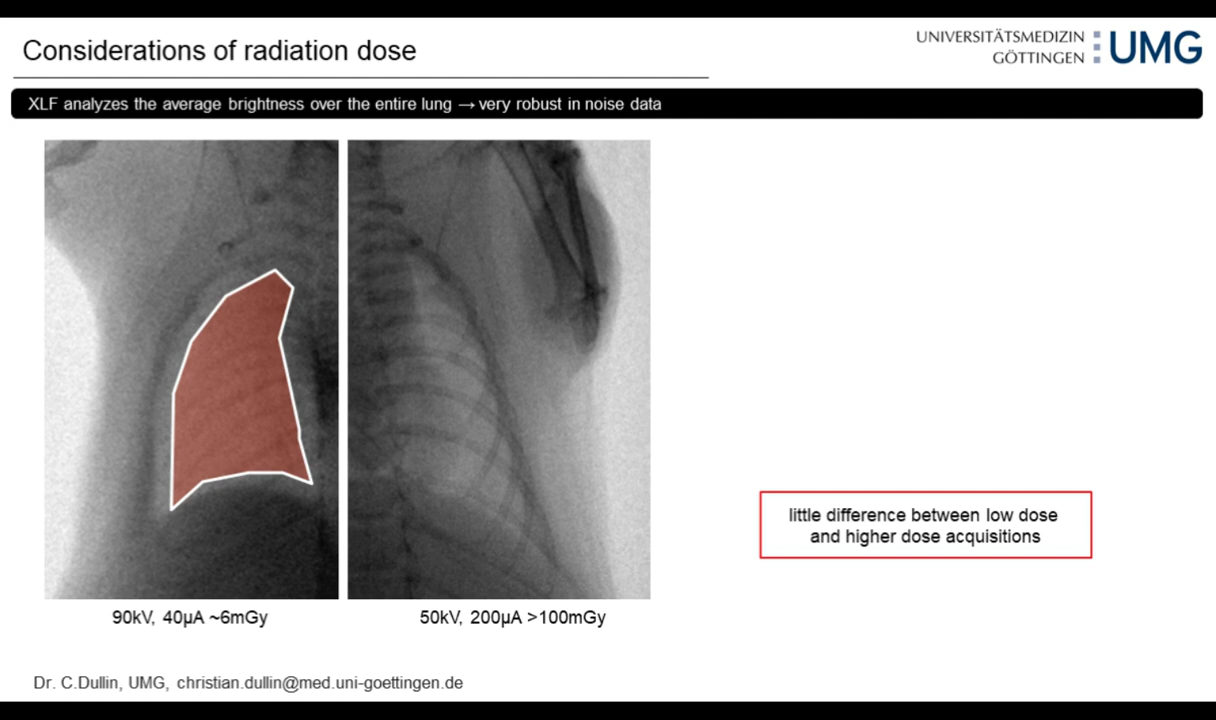 Considerations of radiation dose
UNIVERSITÄTSMEDIZIN
GÖTTINGEN
UMG
XLF analyzes the average brightness over the entire lung → very robust in noise data
little difference between low dose
and higher dose acquisitions
90kV, 40µA ~6mGy
50kV, 200µA >100mGy
Dr. C.Dullin, UMG, christian.dullin@med.uni-goettingen.de